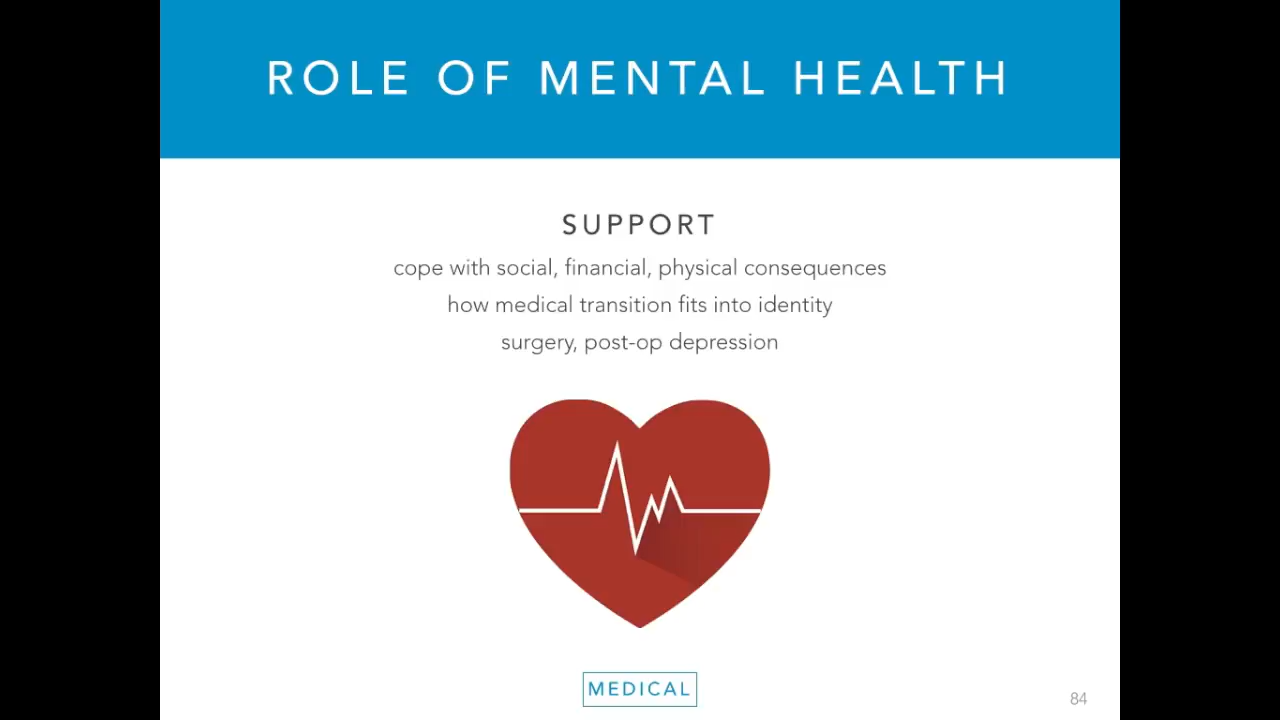 ROLE OF MENTAL HEALTH
SUPPORT
cope with social, financial, physical consequences
how medical transition fits into identity
surgery, post-op depression
MEDICAL
84